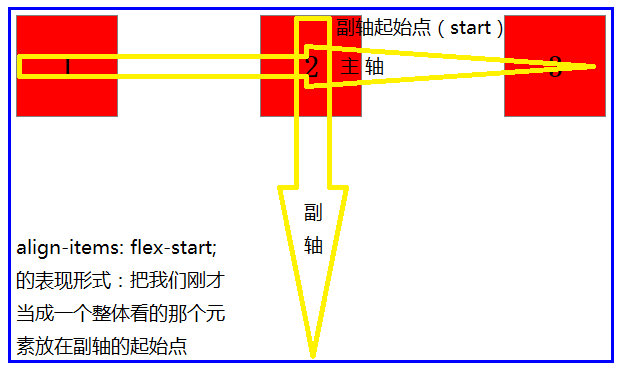 副轴起始点（start）
1
2
主 轴
3
副
轴
align-items: flex-start;
的表现形式：把我们刚才
当成一个整体看的那个元
素放在副轴的起始点